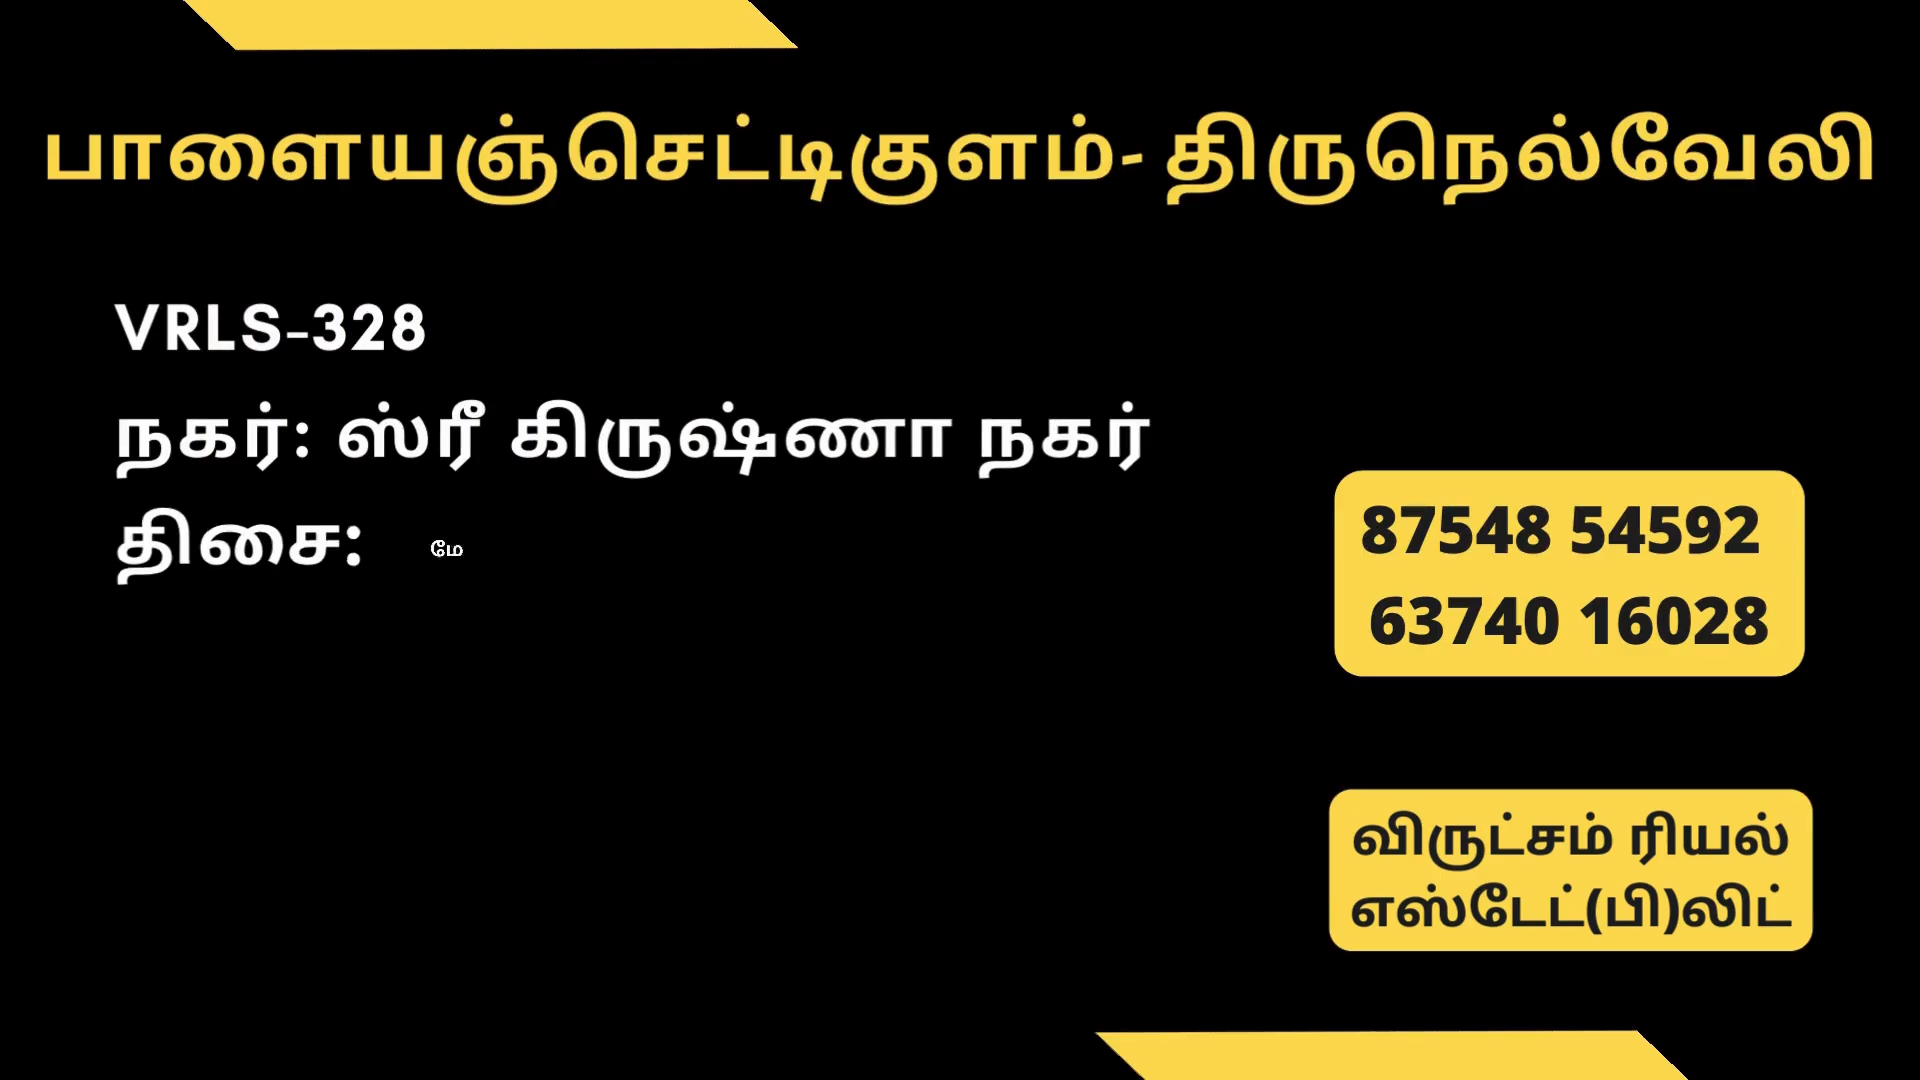 பாளையஞ்செட்டிகுளம்- திருநெல்வேலி
VRLS-328
நகர்: ஸ்ரீ கிருஷ்ணா நகர்
திசை: மே
87548 54592
63740 16028
விருட்சம் ரியல்
எஸ்டேட்(பி)லிட்